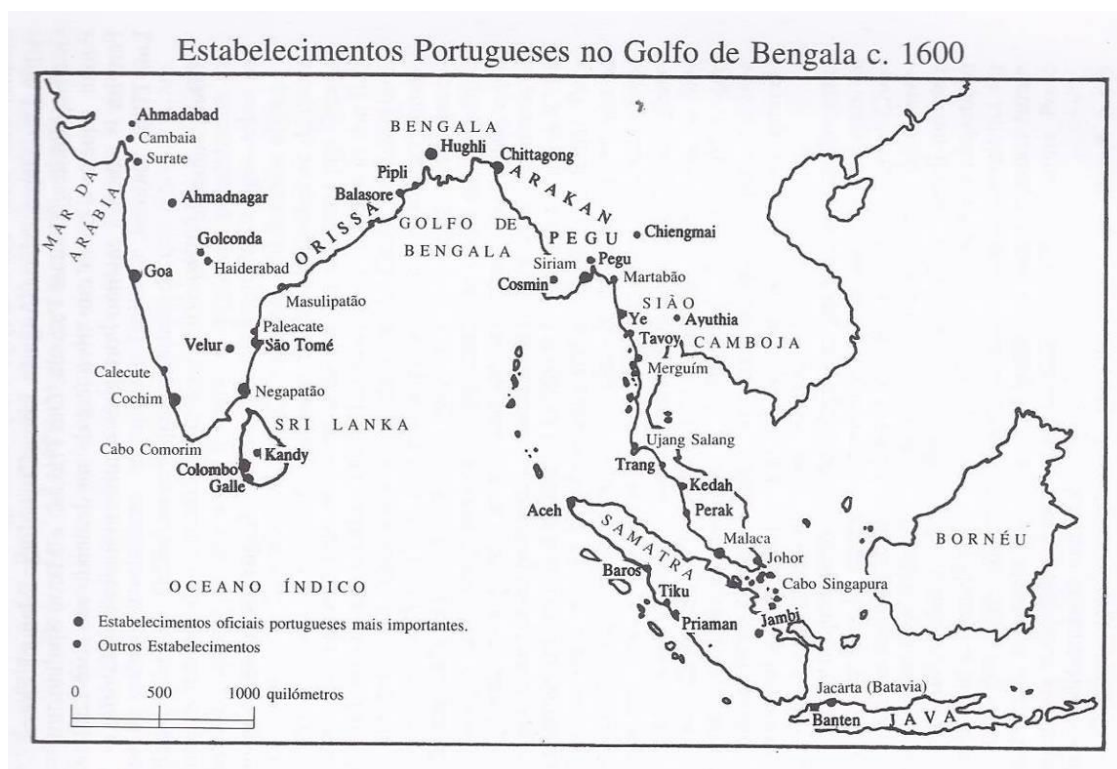 Estabelecimentos Portugueses no Golfo de Bengala c. 1600
Ahmadabad
Cambaia
Surate
MAR DA
ARÁBIA
Ahmadnagar
Golconda
Haiderabad
Goa
BENGALA
Hughli
Chittagong
Pipli
Balasore
ORISSA
ARAKAN
GOLFO DE
BENGALA
PEGU
Chiengmai
Siriam
Pegu
Cosmin
Martabão
Masulipatão
SIÃO
Ye
Ayuthia
Paleacate
Velur
São Tomé
Tavoy
CAMBOJA
Merguím
Calecute
Cochim
Negapatão
SRI LANKA
Cabo Comorim
Kandy
Colombo
Galle
Ujang Salang
Trang
Kedah
Aceh
Perak
SAMATRA
Malaca
BORNÉU
Johor
Baros
Cabo Singapura
Tiku
Priaman
Jambi
OCEANO ÍNDICO
Estabelecimentos oficiais portugueses mais importantes.
Outros Estabelecimentos
0 500 1000 quilómetros
Jacarta (Batavia)
Banten
JAVA